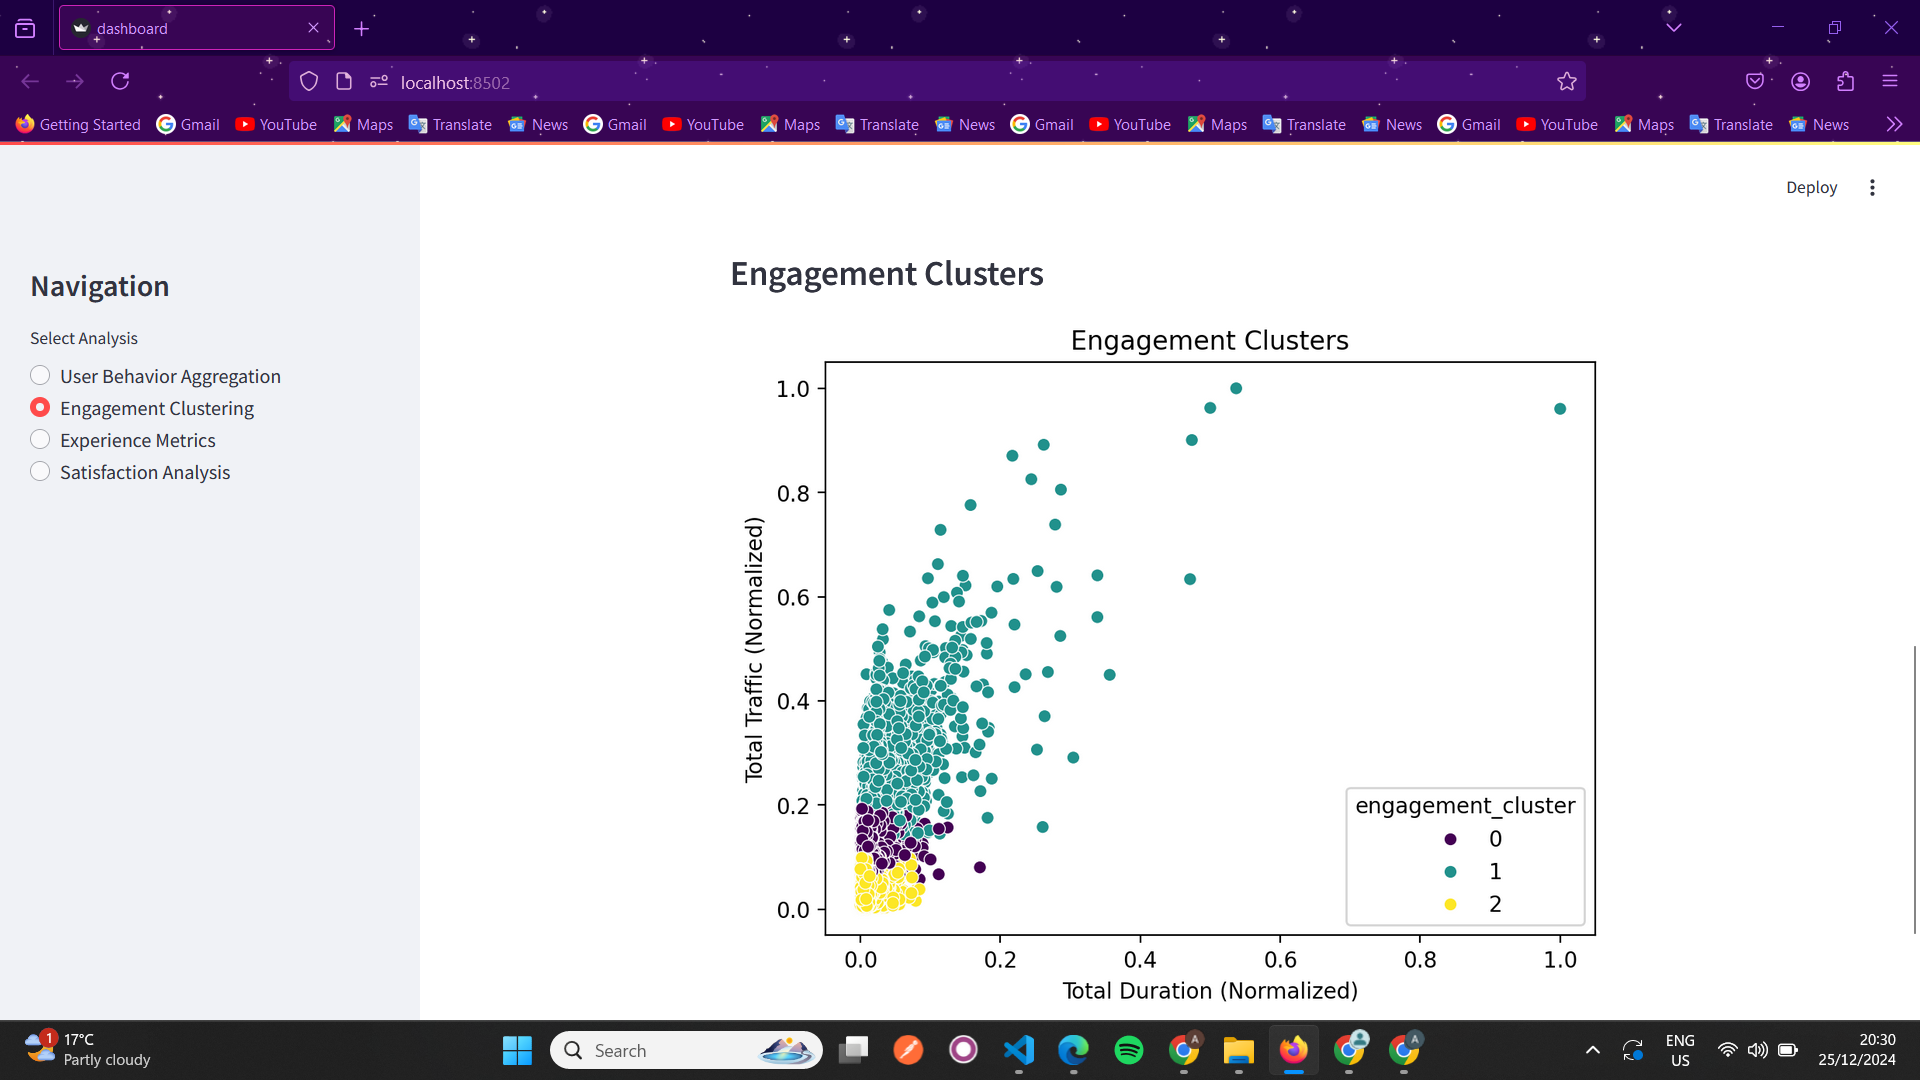 dashboard
localhost:8502
Getting Started Gmail YouTube Maps Translate News Gmail YouTube Maps Translate News Gmail YouTube Maps Translate News Gmail YouTube Maps Translate News
Deploy
Navigation
Select Analysis
User Behavior Aggregation
Engagement Clustering
Experience Metrics
Satisfaction Analysis
Engagement Clusters
Engagement Clusters
Total Traffic (Normalized)
1.0
0.8
0.6
0.4
0.2
0.0
engagement_cluster
0
1
2
0.0 0.2 0.4 0.6 0.8 1.0
Total Duration (Normalized)
1
17°C
Partly cloudy
Search
A
A
ENG
US
20:30
25/12/2024